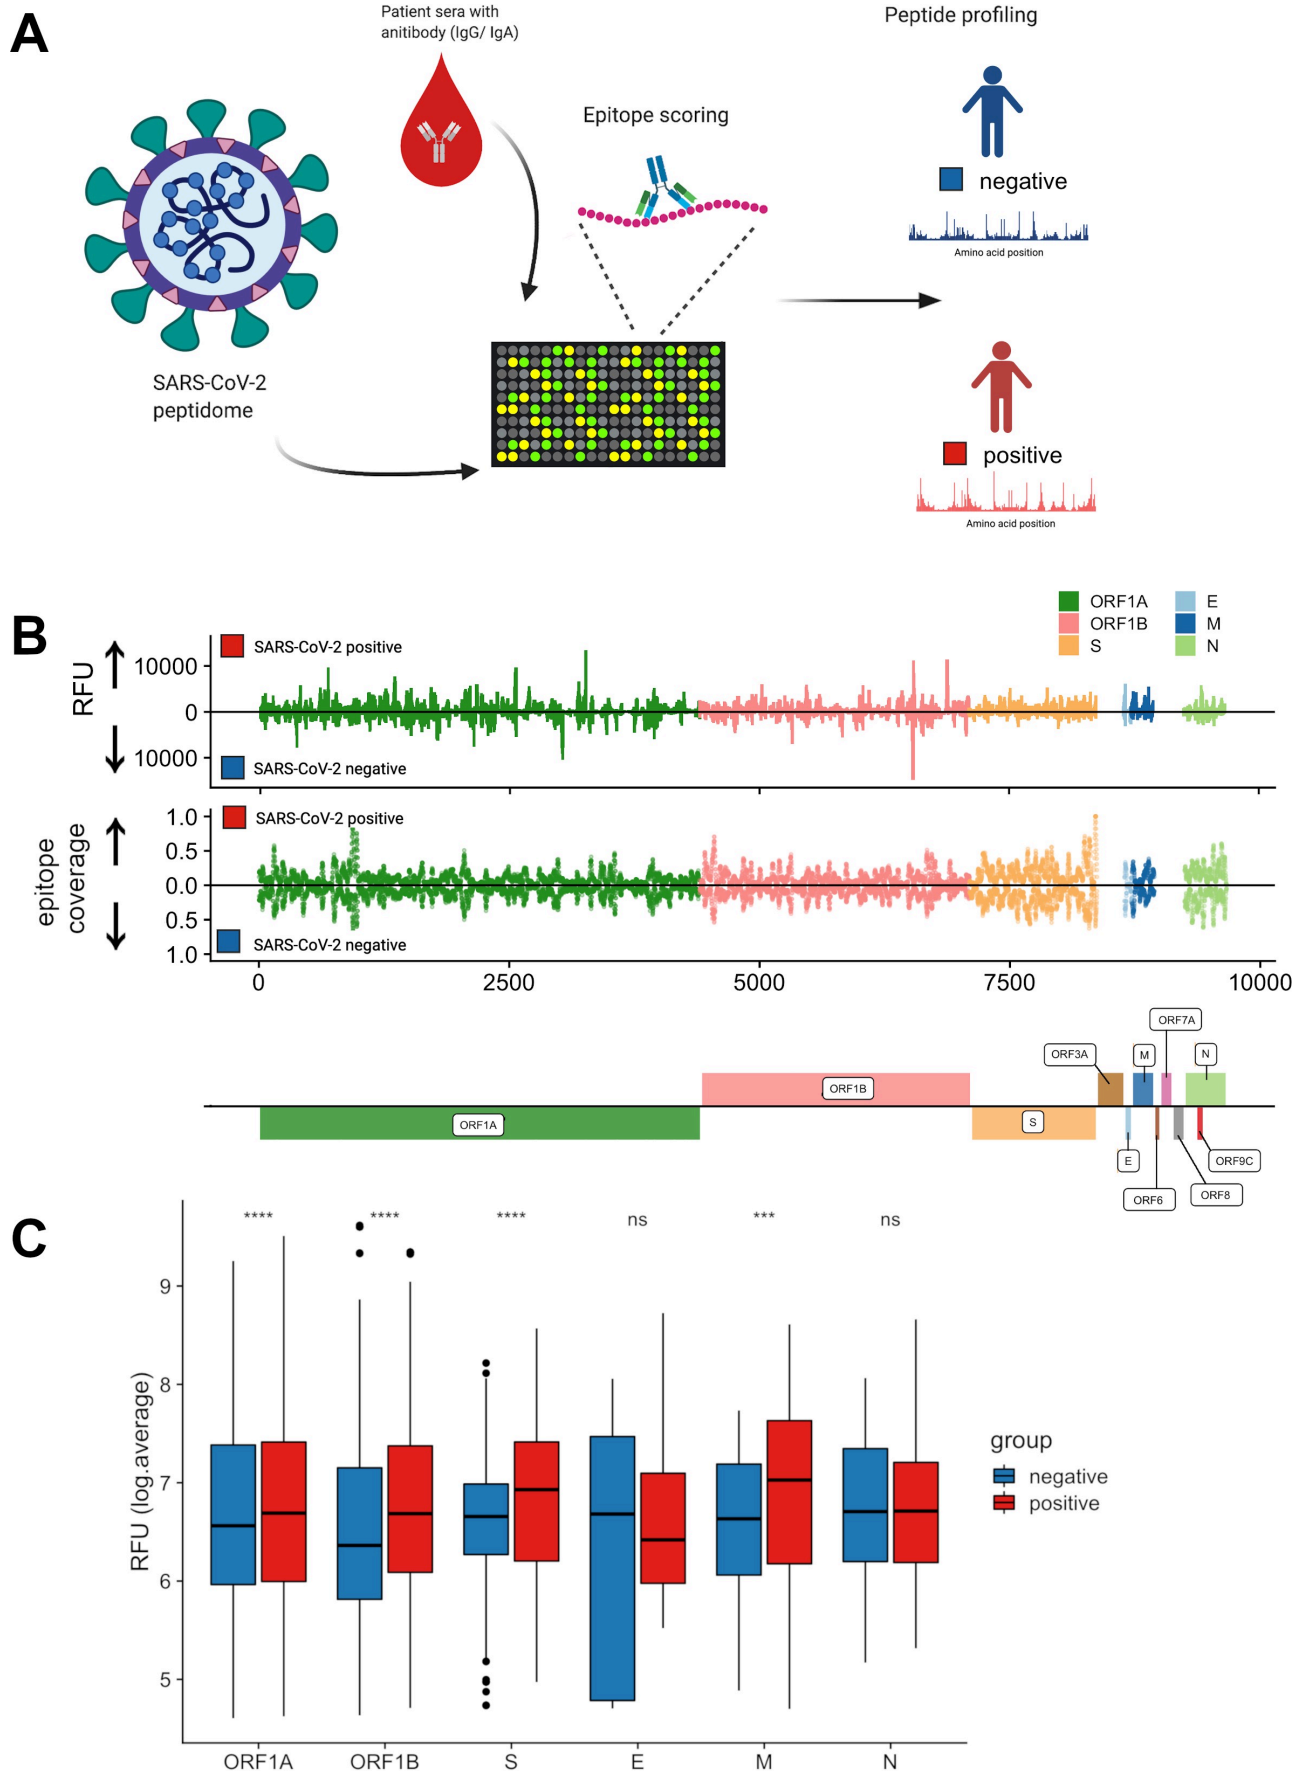 A
Patient sera with
anitibody (IgG/ IgA)
Peptide profiling
Epitope scoring
negative
Amino acid position
SARS-CoV-2
peptidome
positive
Amino acid position
B
ORF1A
ORF1B
S
E
M
N
RFU
10000
0
10000
SARS-CoV-2 positive
SARS-CoV-2 negative
epitope
coverage
1.0
0.5
0.0
0.5
1.0
SARS-CoV-2 positive
SARS-CoV-2 negative
0
2500
5000
7500
10000
ORF7A
ORF3A
M
N
ORF1B
ORF1A
S
E
ORF9C
ORF6
ORF8
C
****
****
****
ns
***
ns
RFU (log.average)
9
8
7
6
5
ORF1A
ORF1B
S
E
M
N
group
negative
positive